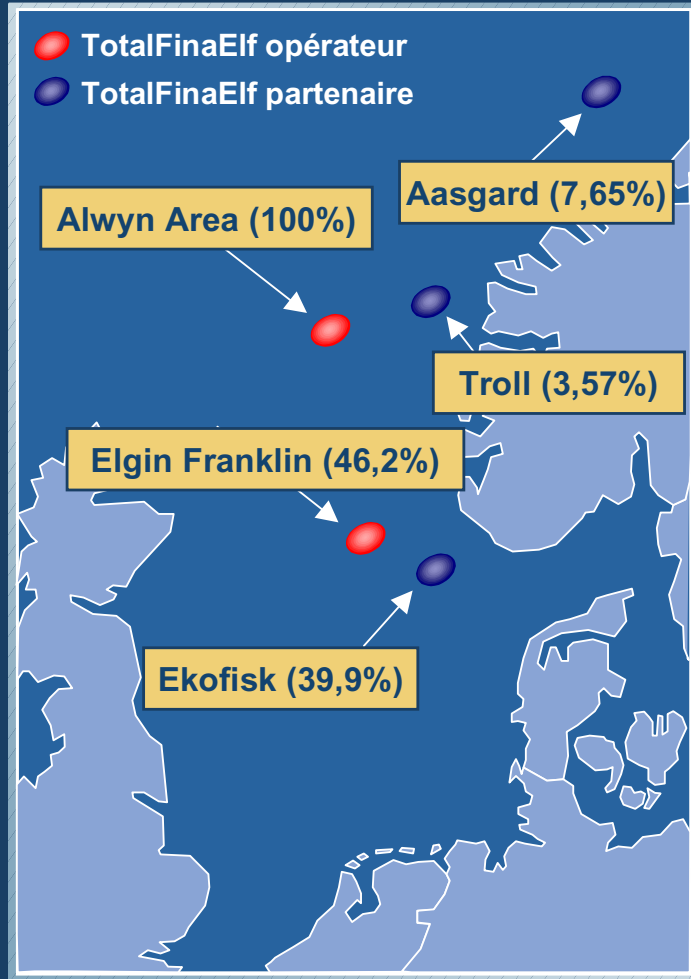 TotalFinaElf opérateur
TotalFinaElf partenaire
Aasgard (7,65%)
Alwyn Area (100%)
Troll (3,57%)
Elgin Franklin (46,2%)
Ekofisk (39,9%)